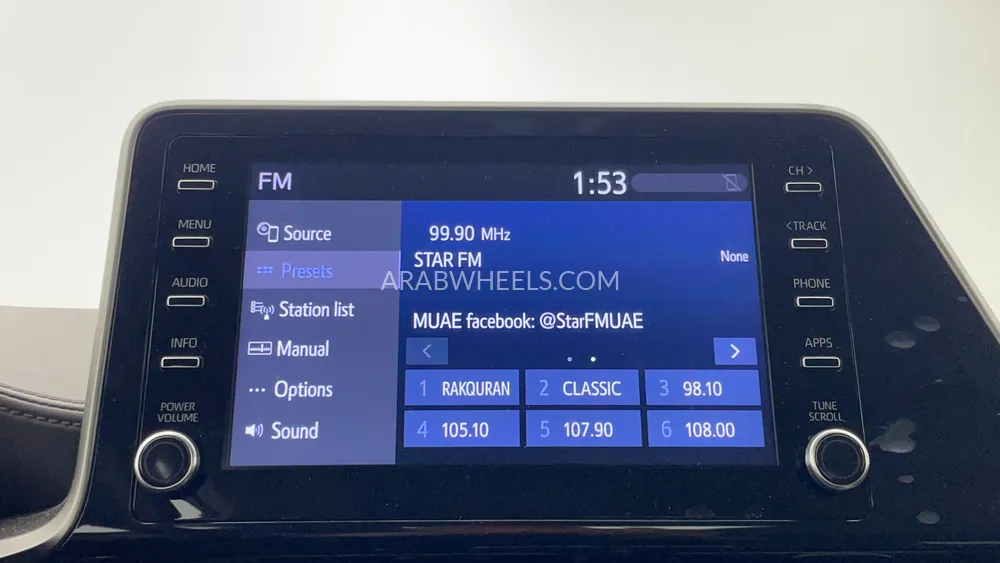 HOME
MENU
AUDIO
INFO
POWER
VOLUME
FM
1:53
Source
Presets
Station list
Manual
Options
Sound
99.90 MHz
STAR FM
None
ARABWHEELS.COM
MUAE facebook: @StarFMUAE
< >
1 RAKQURAN 2 CLASSIC 3 98.10
4 105.10 5 107.90 6 108.00
CH >
< TRACK
PHONE
APPS
TUNE
SCROLL